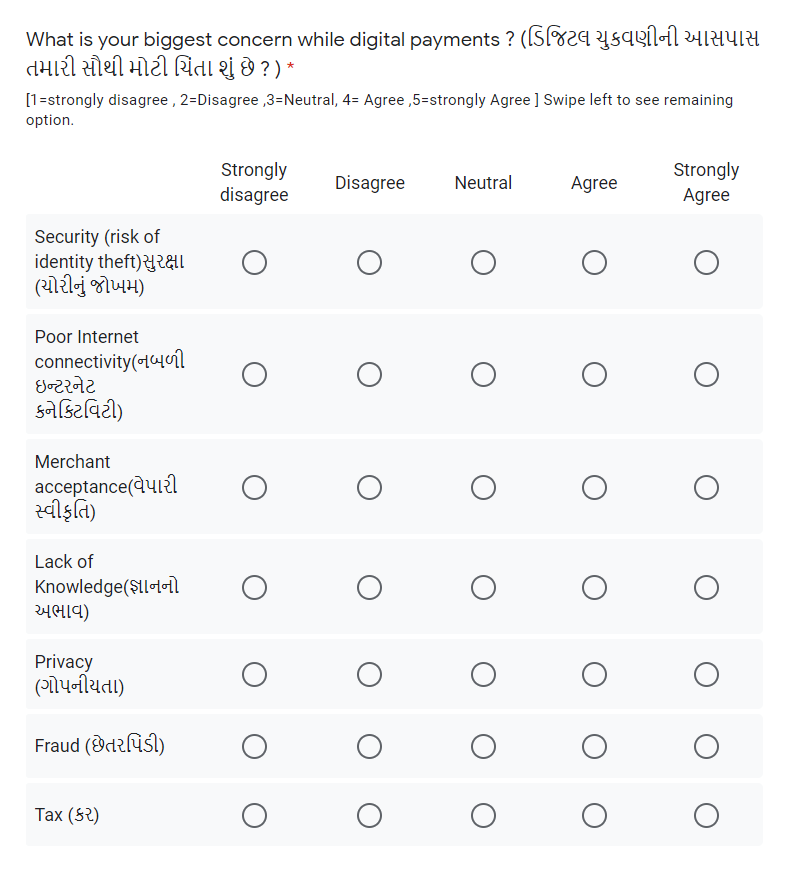 What is your biggest concern while digital payments ? (ડિજિટલ ચુકવણીની આસપાસ
તમારી સૌથી મોટી ચિંતા શું છે ? ) *
[1=strongly disagree , 2=Disagree ,3=Neutral, 4= Agree ,5=strongly Agree ] Swipe left to see remaining
option.
Strongly
disagree
Disagree
Neutral
Agree
Strongly
Agree
Security (risk of
identity theft)સુરક્ષા
(ચોરીનું જોખમ)
Poor Internet
connectivity(નબળી
ઇન્ટરનેટ
કનેક્ટિવિટી)
Merchant
acceptance(વેપારી
સ્વીકૃતિ)
Lack of
Knowledge(જ્ઞાનનો
અભાવ)
Privacy
(ગોપનીયતા)
Fraud (છેતરપિંડી)
Tax (કર)